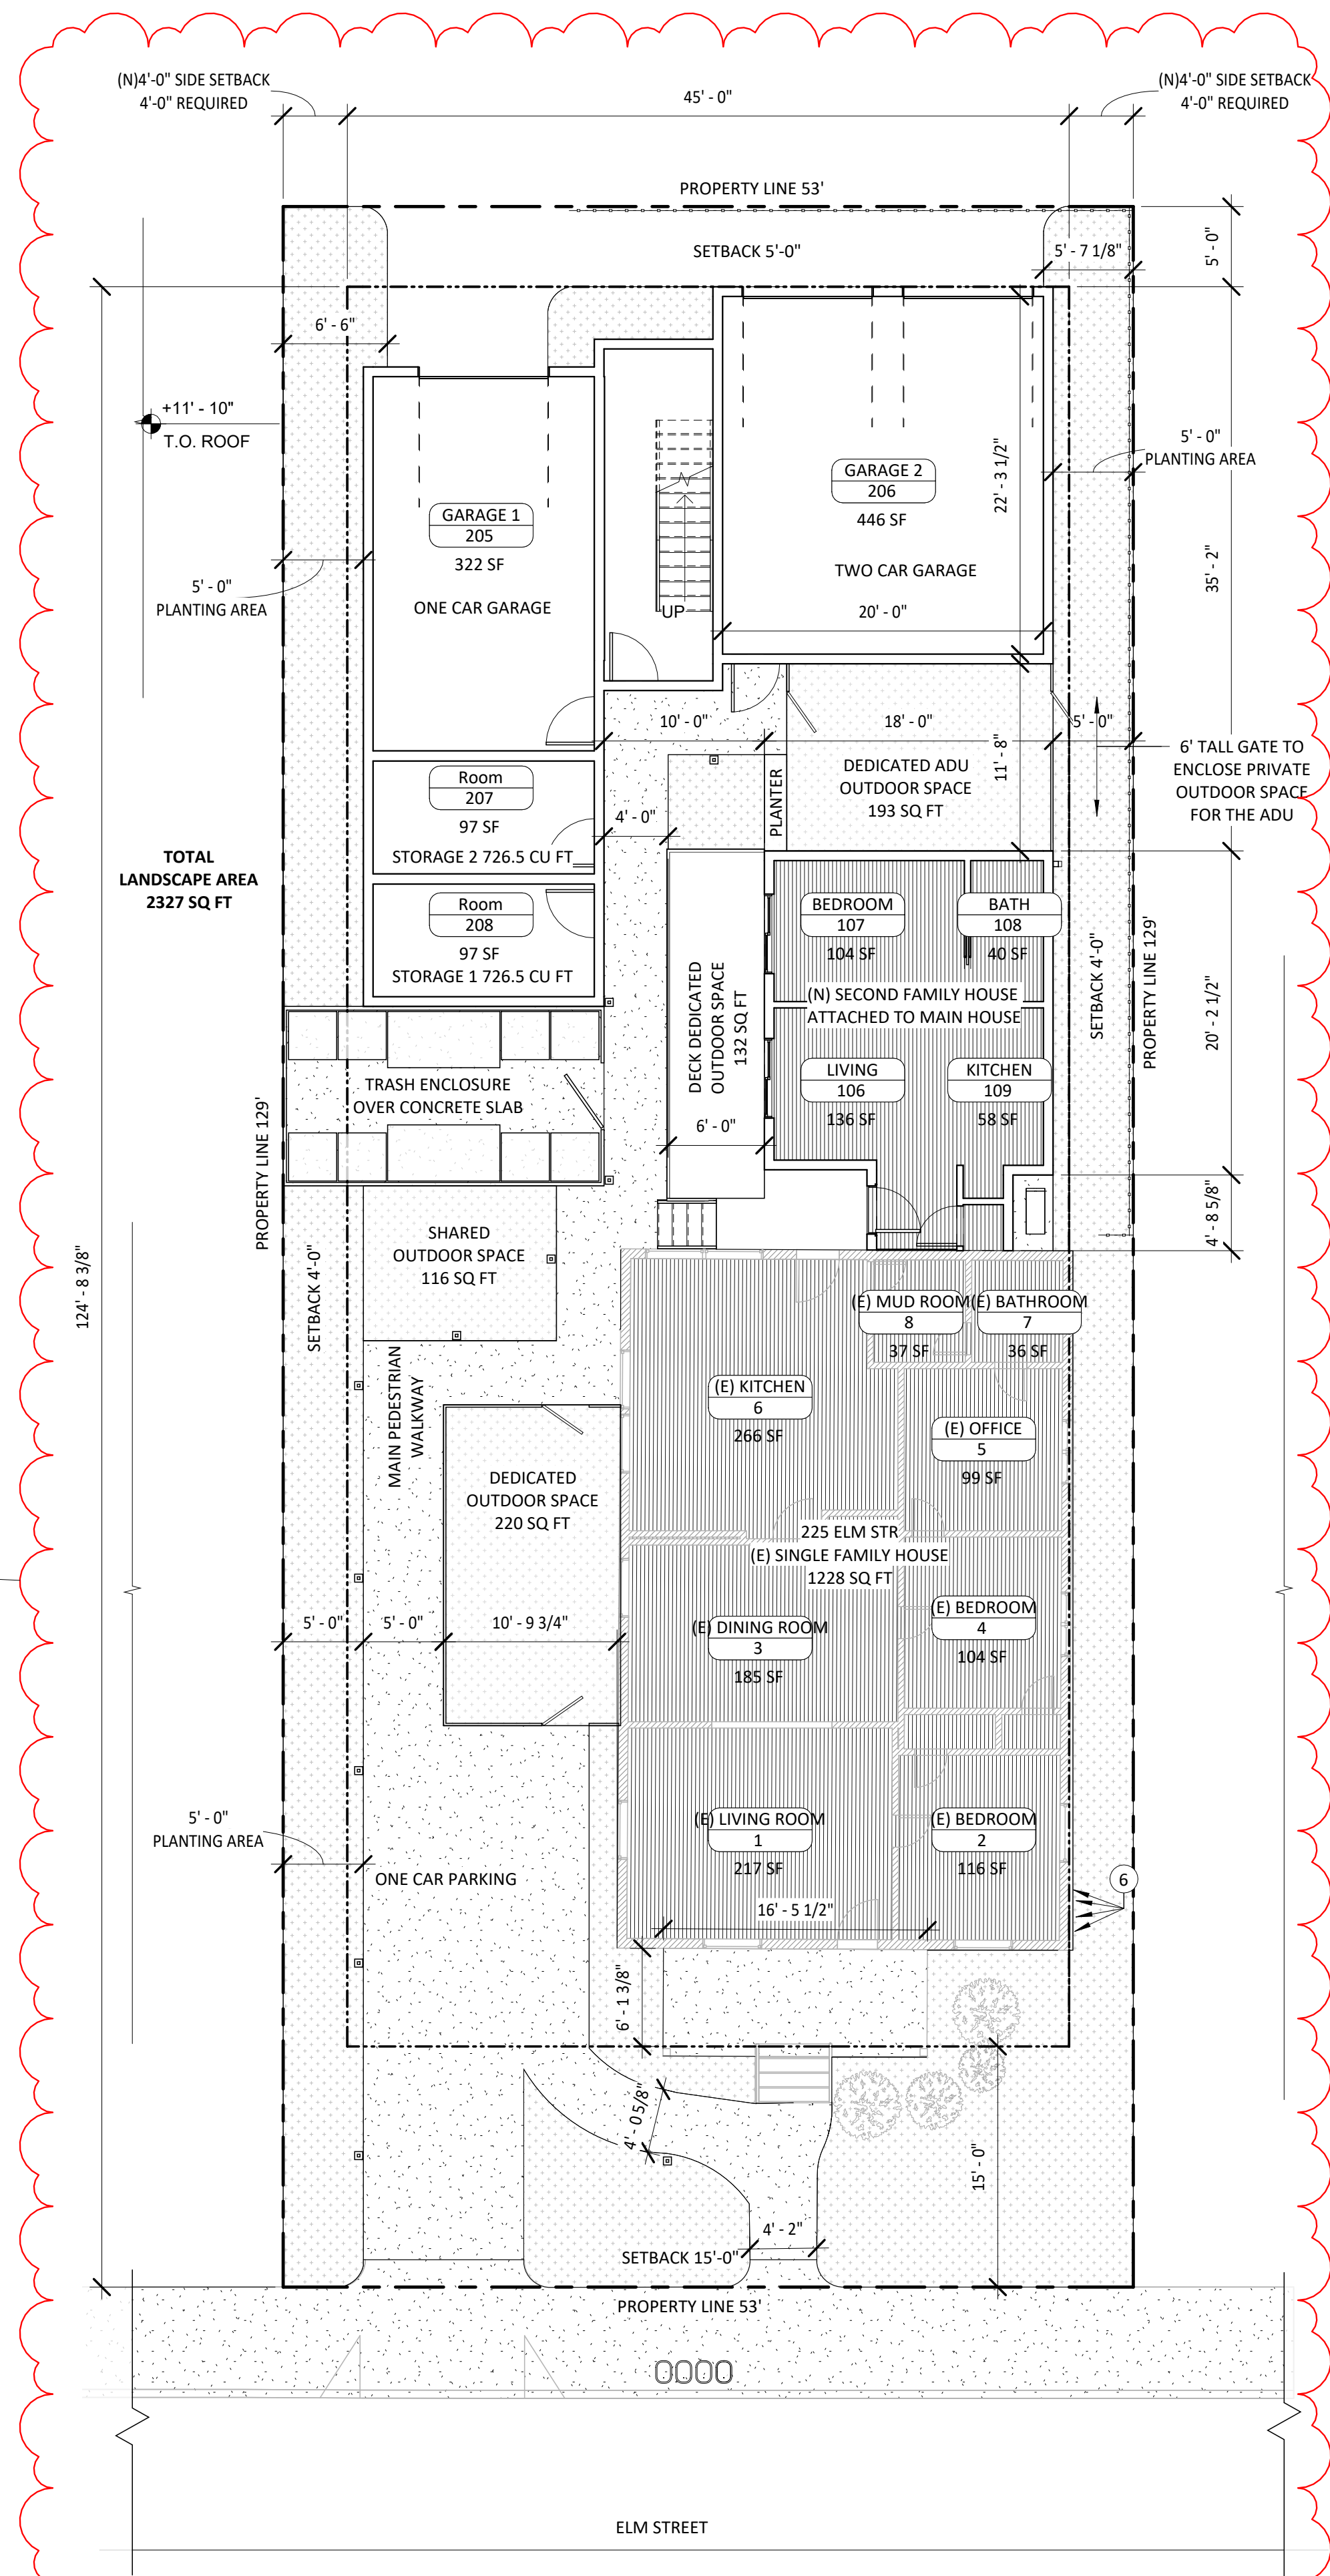 (N)4'-0" SIDE SETBACK
4'-0" REQUIRED
45' - 0"
(N)4'-0" SIDE SETBACK
4'-0" REQUIRED
PROPERTY LINE 53'
SETBACK 5'-0"
5' - 7 1/8"
5' - 0"
6' - 6"
+11' - 10"
T.O. ROOF
GARAGE 1
205
322 SF
ONE CAR GARAGE
UP
GARAGE 2
206
446 SF
TWO CAR GARAGE
20' - 0"
22' - 3 1/2"
5' - 0"
PLANTING AREA
35' - 2"
5' - 0"
PLANTING AREA
10' - 0"
18' - 0"
5' - 0"
11' - 8"
DEDICATED ADU
OUTDOOR SPACE
193 SQ FT
PLANTER
6' TALL GATE TO
ENCLOSE PRIVATE
OUTDOOR SPACE
FOR THE ADU
Room
207
97 SF
STORAGE 2 726.5 CU FT
4' - 0"
TOTAL
LANDSCAPE AREA
2327 SQ FT
Room
208
97 SF
STORAGE 1 726.5 CU FT
DECK DEDICATED
OUTDOOR SPACE
132 SQ FT
6' - 0"
BEDROOM
107
104 SF
BATH
108
40 SF
(N) SECOND FAMILY HOUSE
ATTACHED TO MAIN HOUSE
LIVING
106
136 SF
KITCHEN
109
58 SF
SETBACK 4'-0"
PROPERTY LINE 129'
20' - 2 1/2"
TRASH ENCLOSURE
OVER CONCRETE SLAB
PROPERTY LINE 129'
4' - 8 5/8"
SHARED
OUTDOOR SPACE
116 SQ FT
124' - 8 3/8"
SETBACK 4'-0"
(E) MUD ROOM
8
37 SF
(E) BATHROOM
7
36 SF
MAIN PEDESTRIAN
WALKWAY
(E) KITCHEN
6
266 SF
(E) OFFICE
5
99 SF
DEDICATED
OUTDOOR SPACE
220 SQ FT
225 ELM STR
(E) SINGLE FAMILY HOUSE
1228 SQ FT
5' - 0"
5' - 0"
10' - 9 3/4"
(E) DINING ROOM
3
185 SF
(E) BEDROOM
4
104 SF
5' - 0"
PLANTING AREA
ONE CAR PARKING
(E) LIVING ROOM
1
217 SF
(E) BEDROOM
2
116 SF
6
16' - 5 1/2"
6' - 1 3/8"
4' - 0 5/8"
15' - 0"
4' - 2"
SETBACK 15'-0"
PROPERTY LINE 53'
ELM STREET